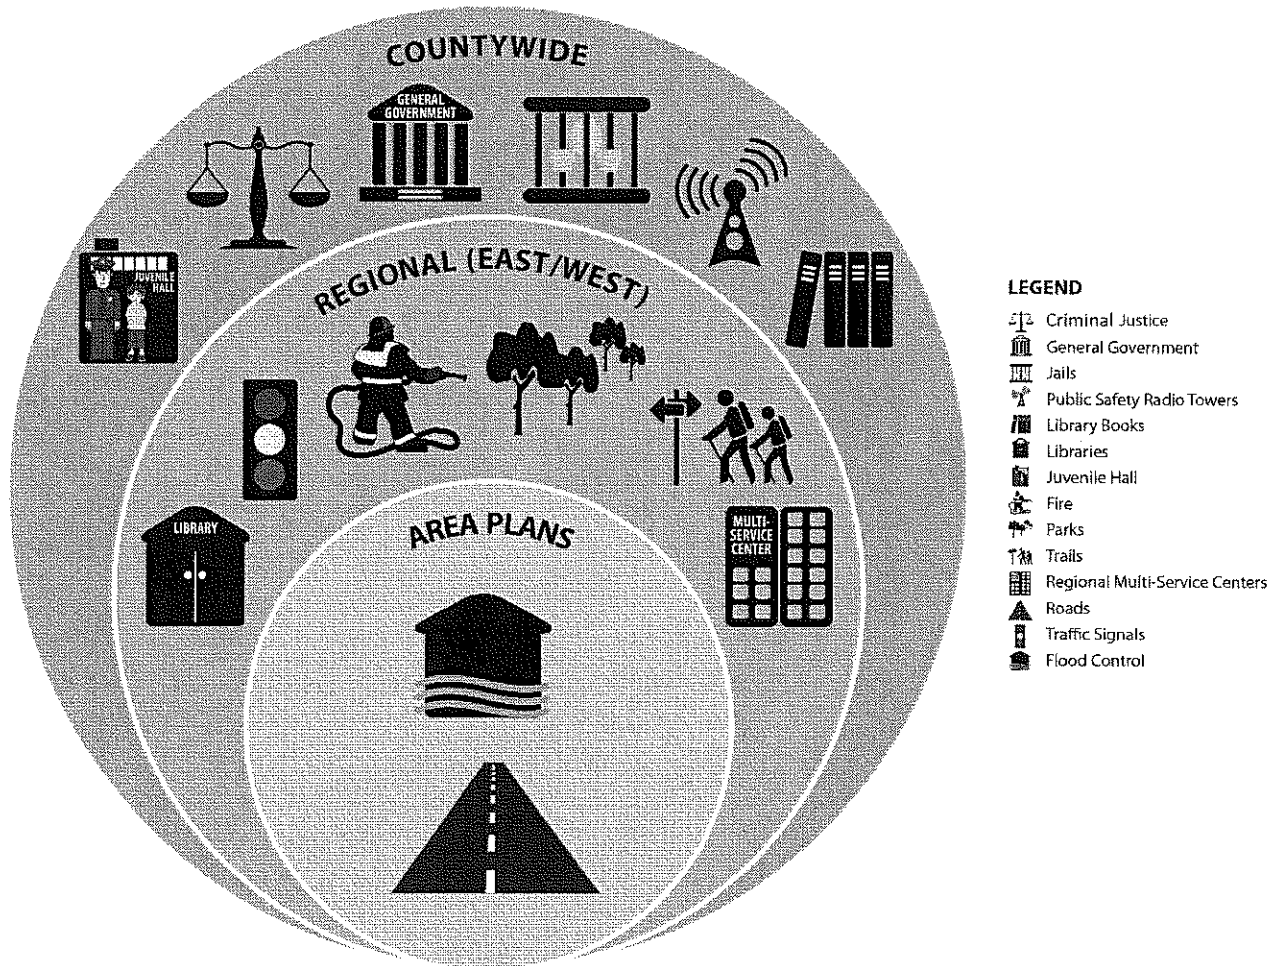 COUNTYWIDE
GENERAL
GOVERNMENT
JUVENILE
HALL
REGIONAL (EAST/WEST)
LIBRARY
MULTI-
SERVICE
CENTER
AREA PLANS
LEGEND
Criminal Justice
General Government
Jails
Public Safety Radio Towers
Library Books
Libraries
Juvenile Hall
Fire
Parks
Trails
Regional Multi-Service Centers
Roads
Traffic Signals
Flood Control